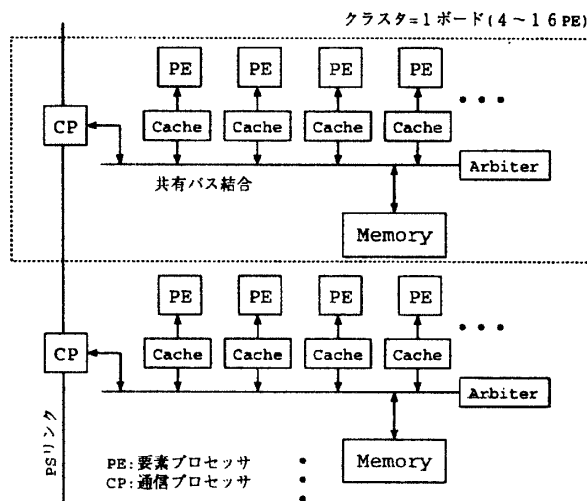 クラスタ=1ボード(4~16PE)
PE PE PE PE
CP Cache Cache Cache Cache
Arbiter
共有バス結合
Memory
PE PE PE PE
CP Cache Cache Cache Cache
Arbiter
Memory
PSリンク
PE:要素プロセッサ
CP:通信プロセッサ